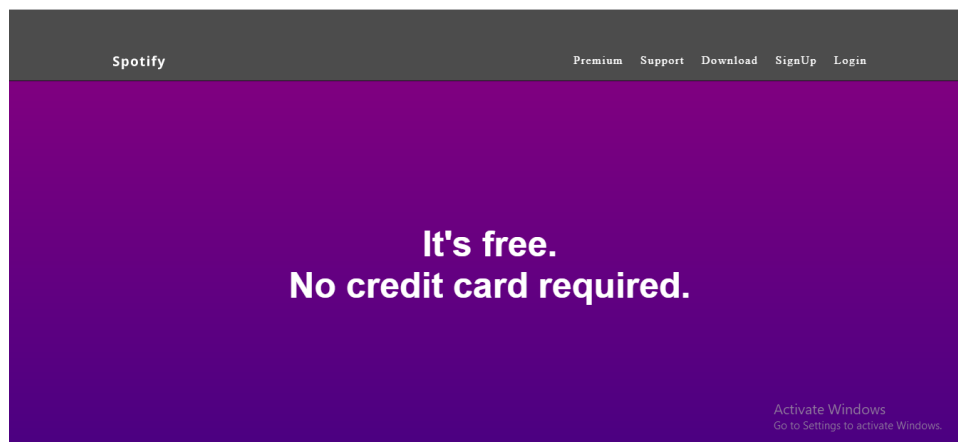 Spotify
Premium Support Download SignUp Login
It's free.
No credit card required.
Activate Windows
Go to Settings to activate Windows.